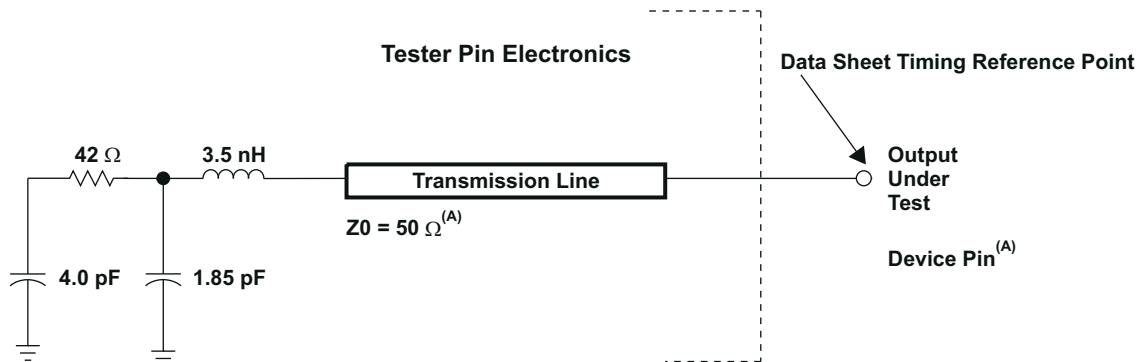 Tester Pin Electronics
Data Sheet Timing Reference Point
42 Ω
3.5 nH
Transmission Line
Output
Under
Test
Z0 = 50 Ω(A)
Device Pin(A)
4.0 pF
1.85 pF